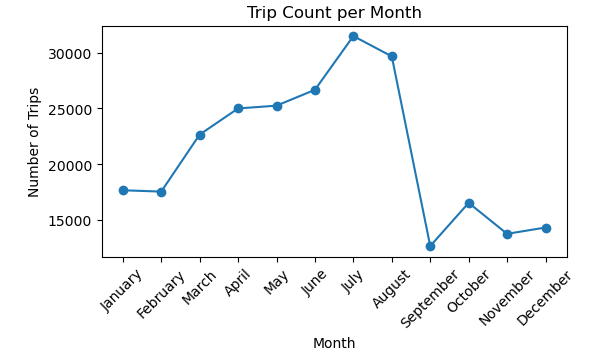 Trip Count per Month
Number of Trips
30000
25000
20000
15000
January
February
March
April
May
June
July
August
September
October
November
December
Month